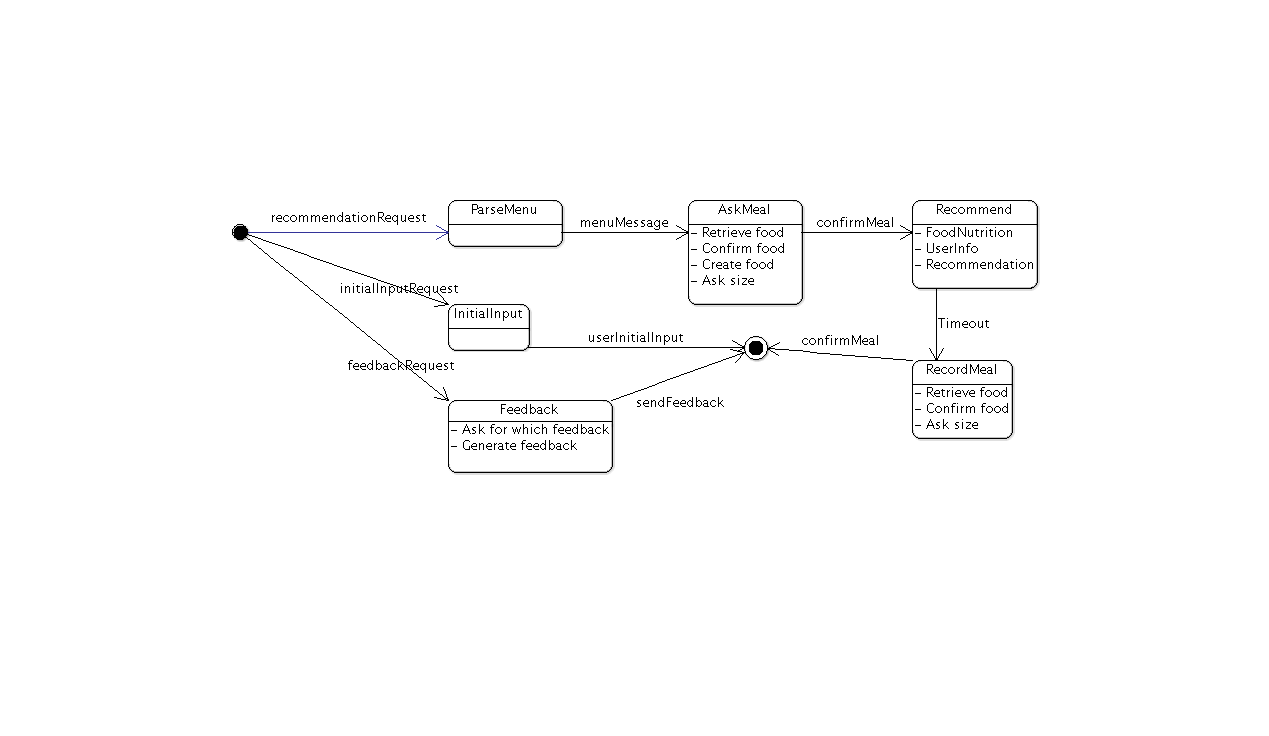 recommendationRequest
ParseMenu
menuMessage
AskMeal
– Retrieve food
– Confirm food
– Create food
– Ask size
confirmMeal
Recommend
– FoodNutrition
– UserInfo
– Recommendation
initialInputRequest
InitialInput
userInitialInput
Timeout
confirmMeal
RecordMeal
– Retrieve food
– Confirm food
– Ask size
feedbackRequest
Feedback
– Ask for which feedback
– Generate feedback
sendFeedback